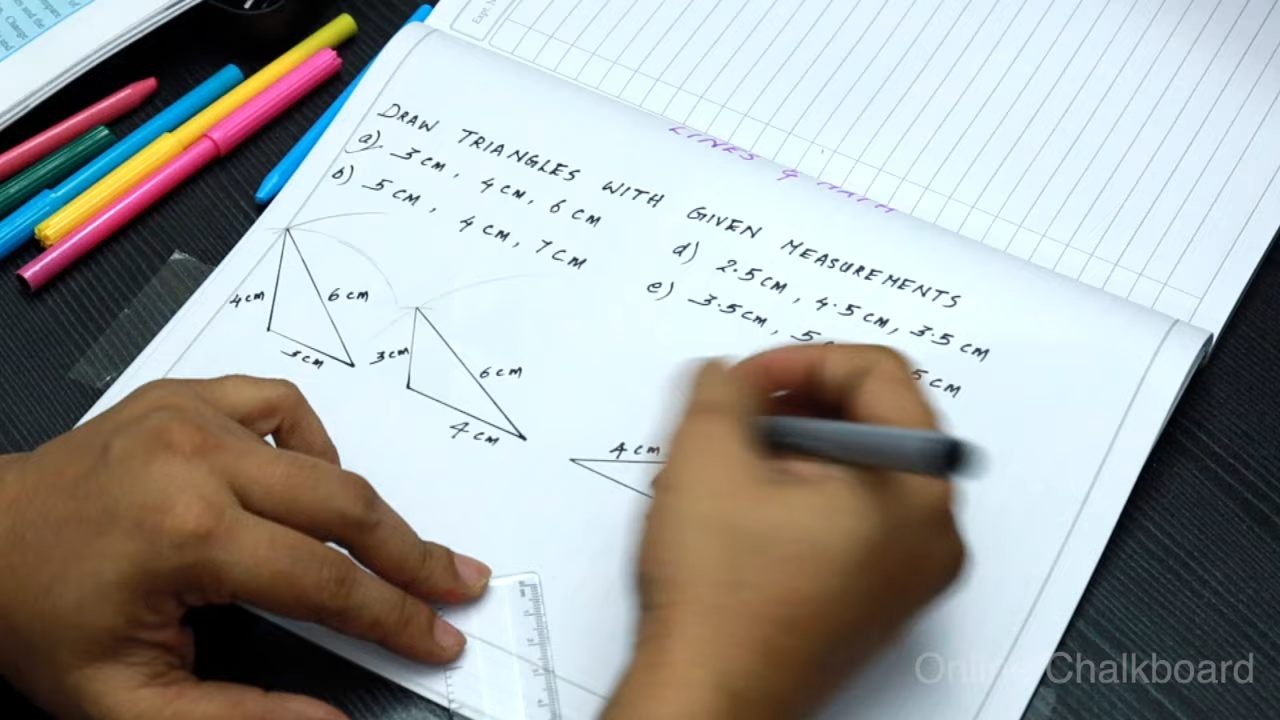 LINES &
DRAW TRIANGLES WITH GIVEN MEASUREMENTS
a). 3 cm, 4 cm, 6 cm
b) 5 cm, 4 cm, 7 cm
d) 2.5 cm, 4.5 cm, 3.5 cm
e) 3.5 cm, 5 5 cm
4 cm
6 cm
3 cm
3 cm
6 cm
4 cm
4 cm
Online Chalkboard